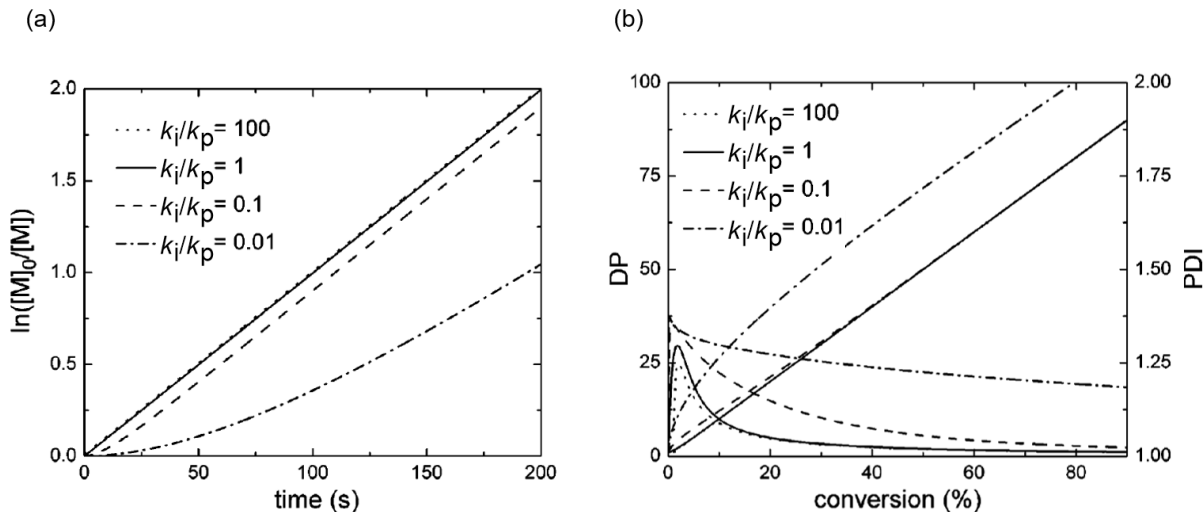 (a)
2.0
1.5
1.0
0.5
0.0
ln([M]0/[M])
ki/kp= 100
ki/kp= 1
ki/kp= 0.1
ki/kp= 0.01
0 50 100 150 200
time (s)
(b)
100
75
50
25
0
DP
ki/kp= 100
ki/kp= 1
ki/kp= 0.1
ki/kp= 0.01
2.00
1.75
1.50
1.25
1.00
PDI
0 20 40 60 80
conversion (%)